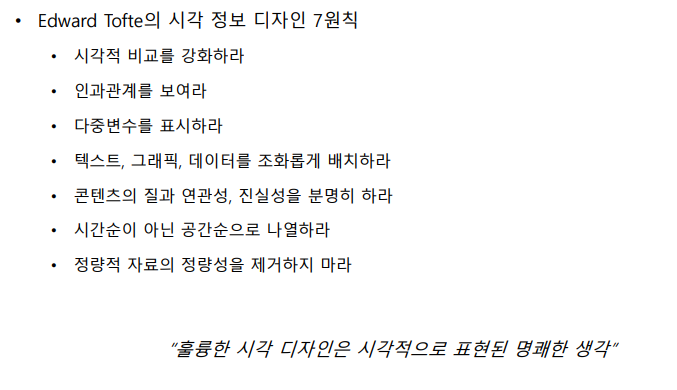 • Edward Tofte의 시각 정보 디자인 7원칙
• 시각적 비교를 강화하라
• 인과관계를 보여라
• 다중변수를 표시하라
• 텍스트, 그래픽, 데이터를 조화롭게 배치하라
• 콘텐츠의 질과 연관성, 진실성을 분명히 하라
• 시간순이 아닌 공간순으로 나열하라
• 정량적 자료의 정량성을 제거하지 마라
“훌륭한 시각 디자인은 시각적으로 표현된 명쾌한 생각”